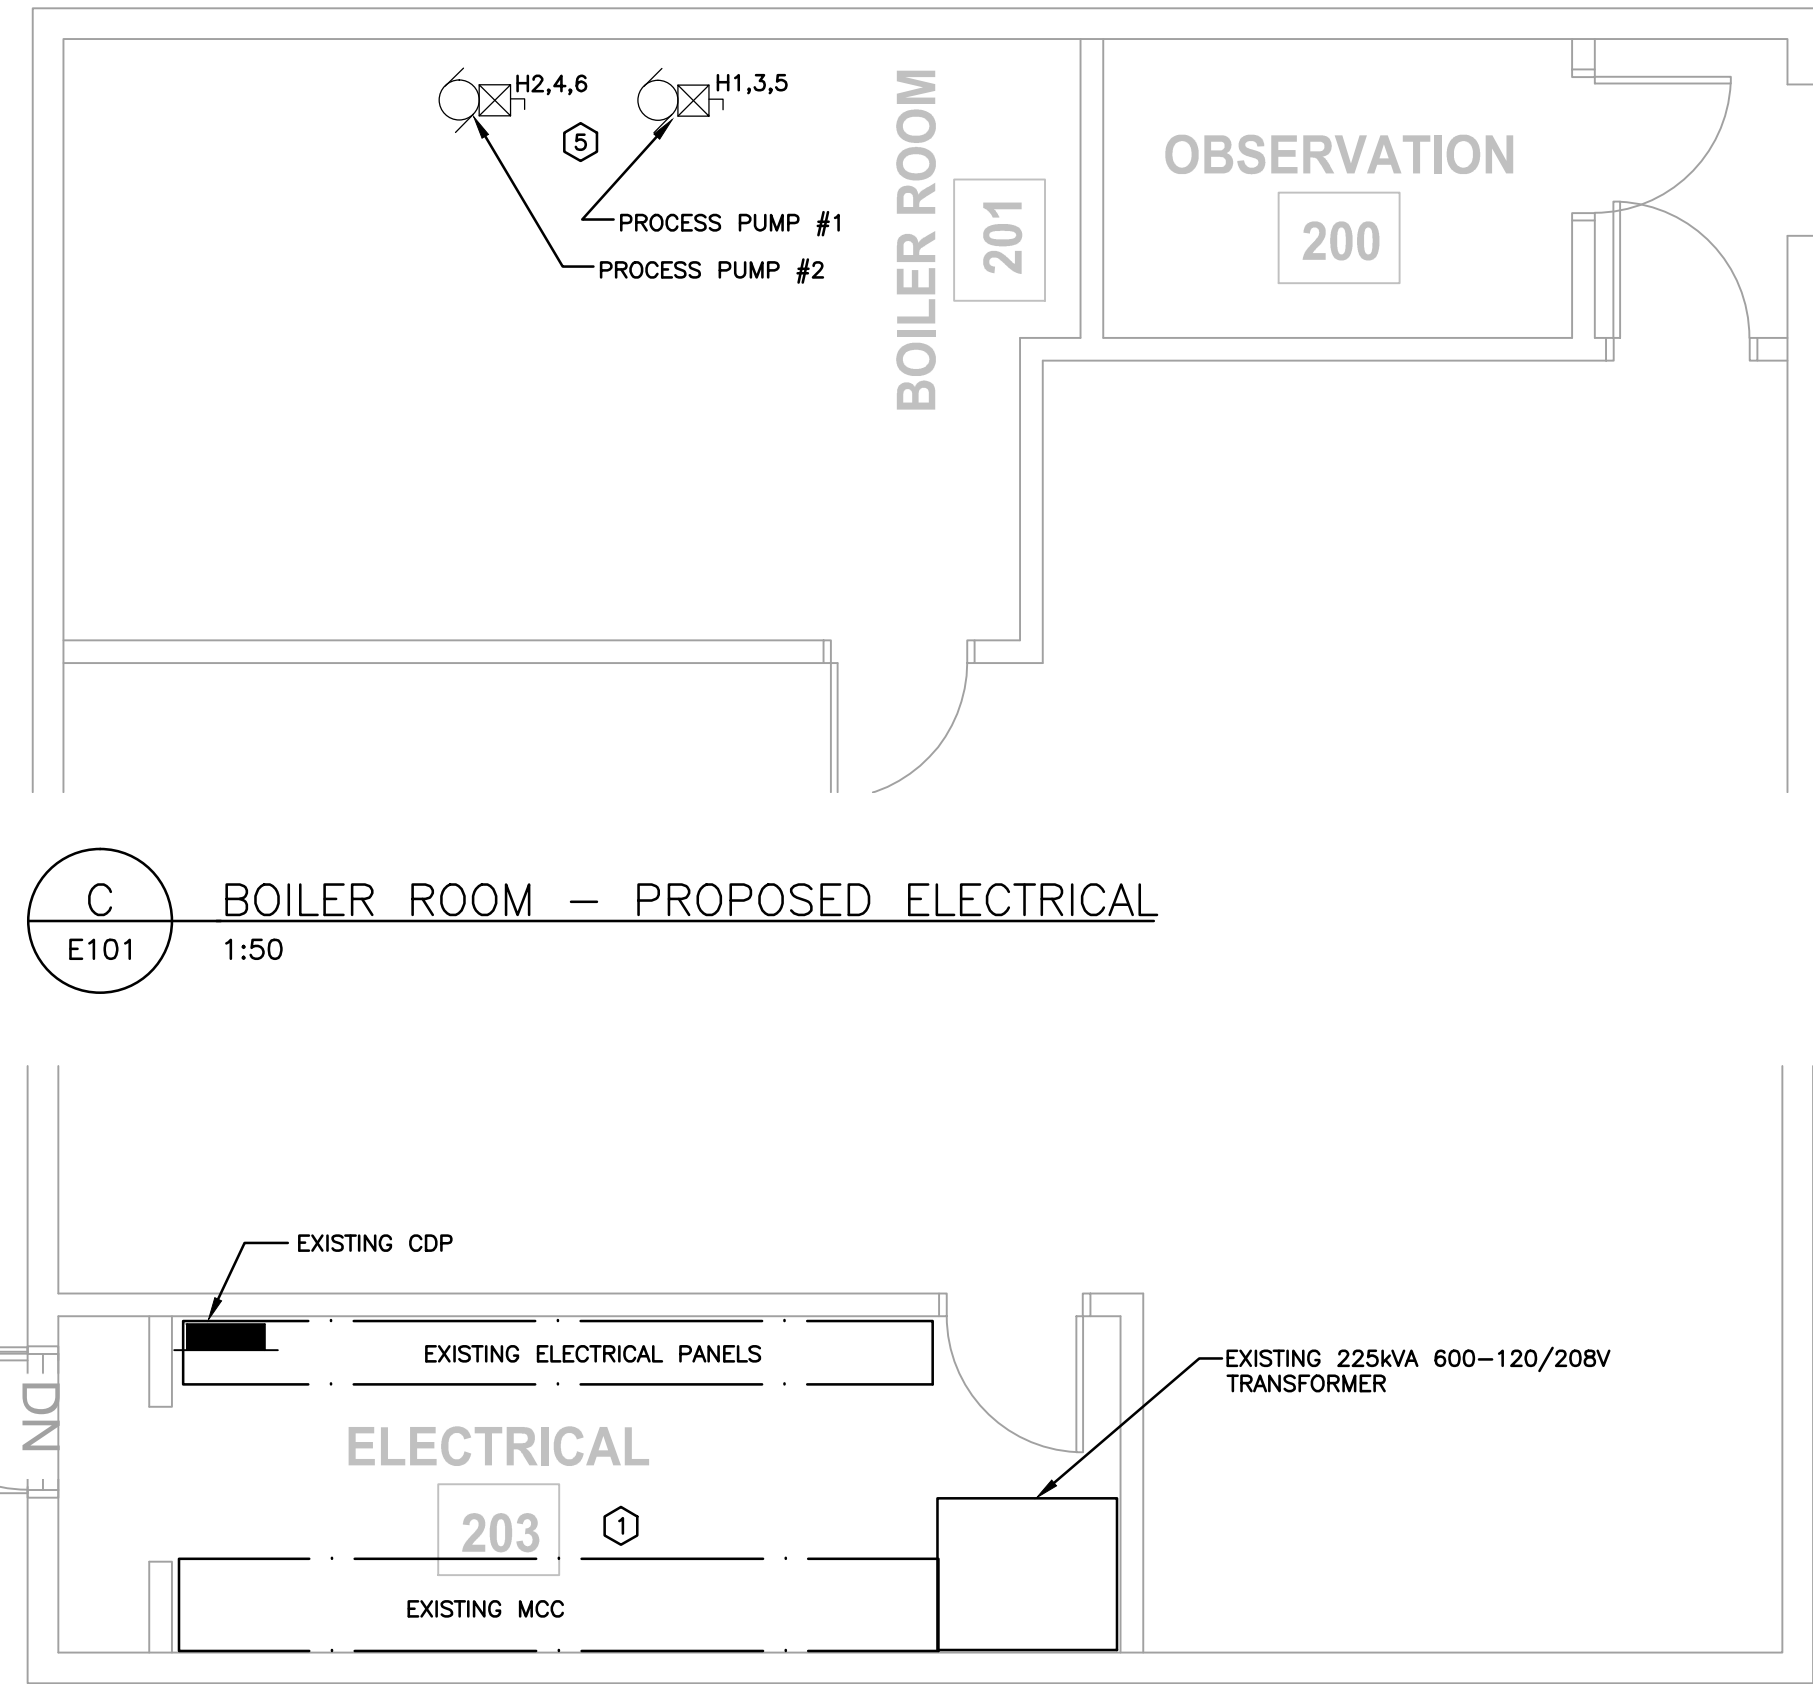 H2,4,6
H1,3,5
5
PROCESS PUMP #1
PROCESS PUMP #2
BOILER ROOM
201
OBSERVATION
200
C
E101
BOILER ROOM – PROPOSED ELECTRICAL
1:50
EXISTING CDP
EXISTING ELECTRICAL PANELS
EXISTING 225kVA 600–120/208V
TRANSFORMER
DN
ELECTRICAL
203
1
EXISTING MCC